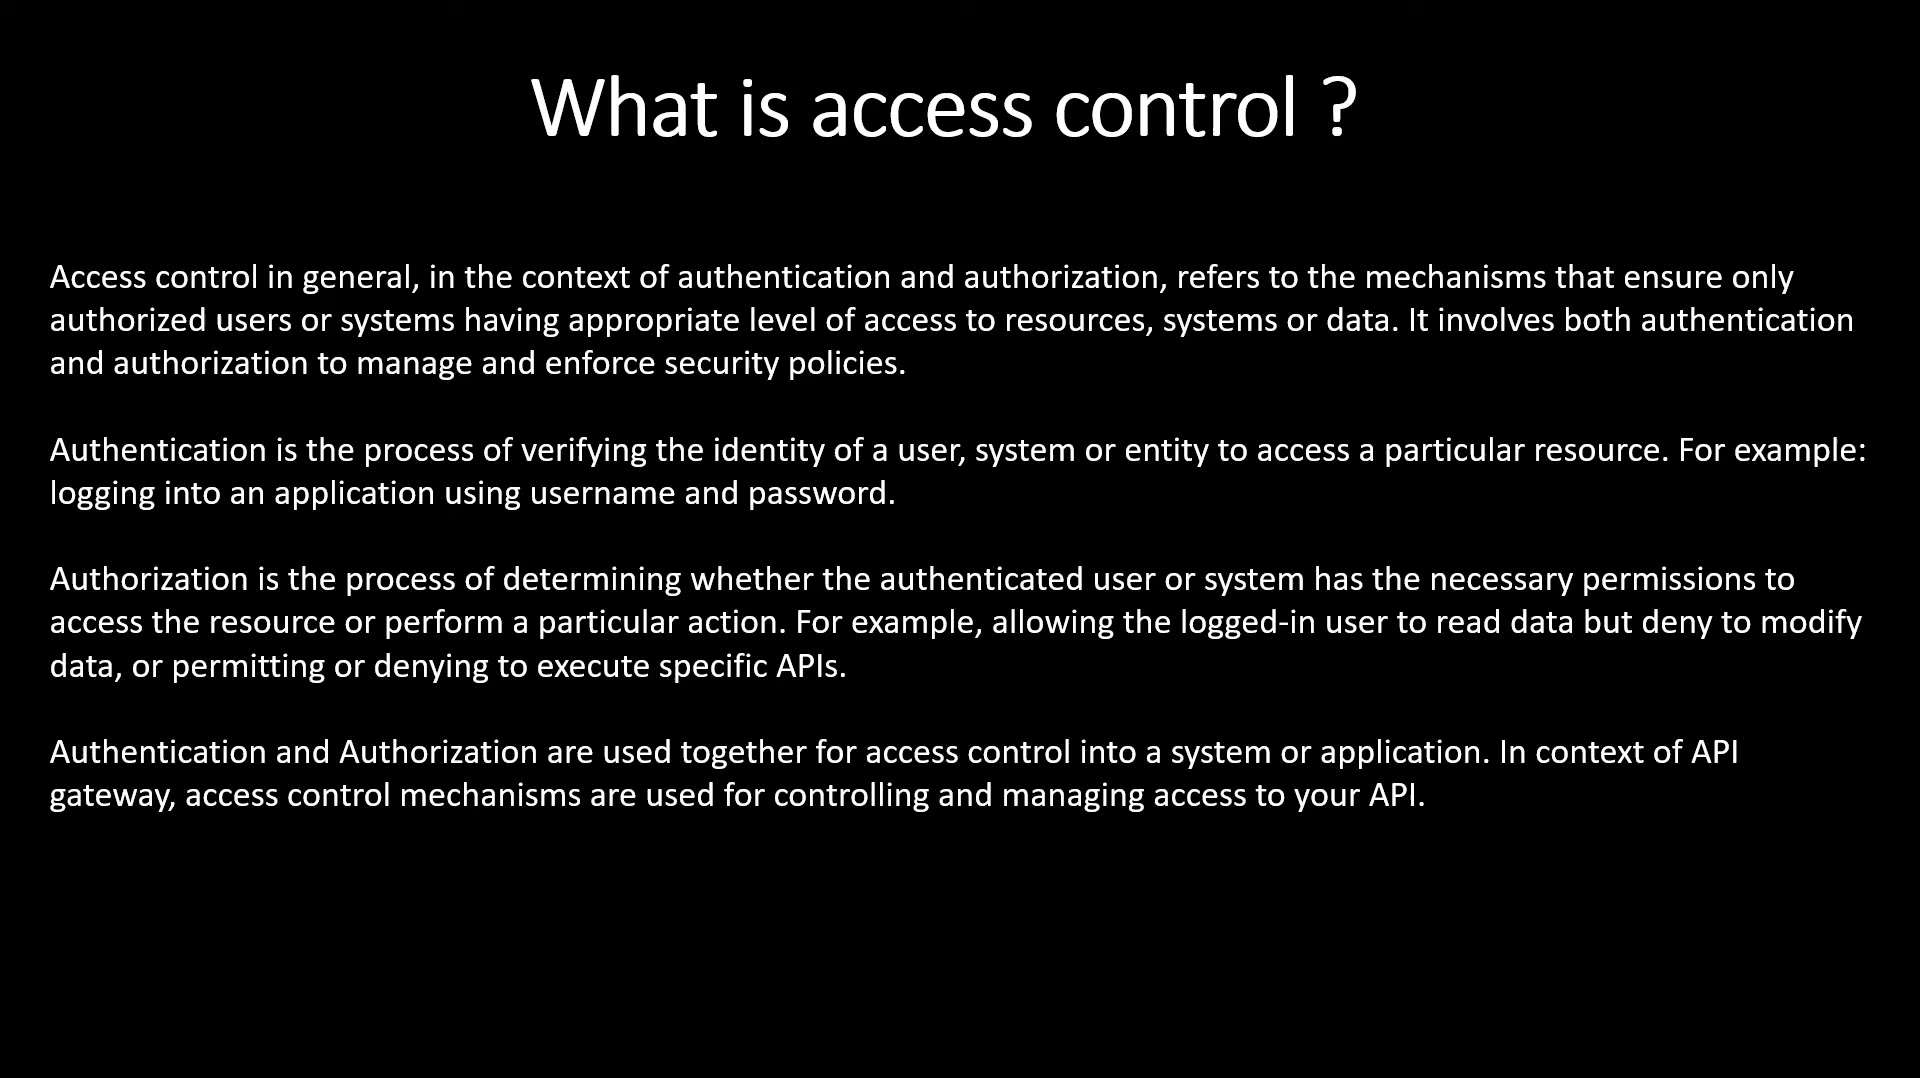 What is access control ?
Access control in general, in the context of authentication and authorization, refers to the mechanisms that ensure only
authorized users or systems having appropriate level of access to resources, systems or data. It involves both authentication
and authorization to manage and enforce security policies.
Authentication is the process of verifying the identity of a user, system or entity to access a particular resource. For example:
logging into an application using username and password.
Authorization is the process of determining whether the authenticated user or system has the necessary permissions to
access the resource or perform a particular action. For example, allowing the logged-in user to read data but deny to modify
data, or permitting or denying to execute specific APIs.
Authentication and Authorization are used together for access control into a system or application. In context of API
gateway, access control mechanisms are used for controlling and managing access to your API.